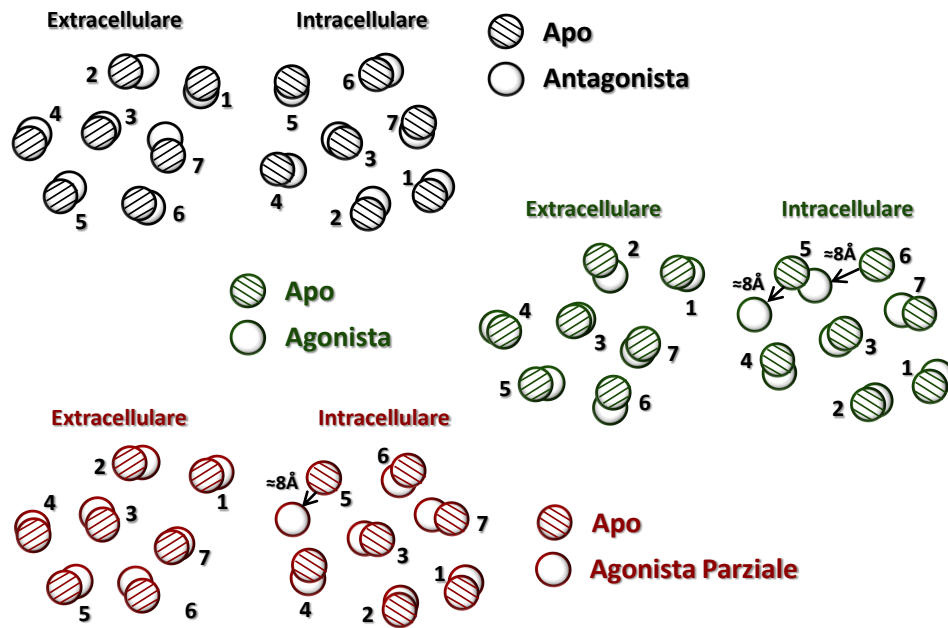 Extracellulare
Intracellulare
Apo
Antagonista
2
1
3
4
7
5
6
6
5
7
3
4
1
2
Extracellulare
Intracellulare
2
1
4
3
7
5
6
5
≈8Å
6
≈8Å
7
3
4
1
2
Apo
Agonista
Extracellulare
Intracellulare
2
1
4
3
7
5
6
6
≈8Å
5
7
3
4
1
2
Apo
Agonista Parziale